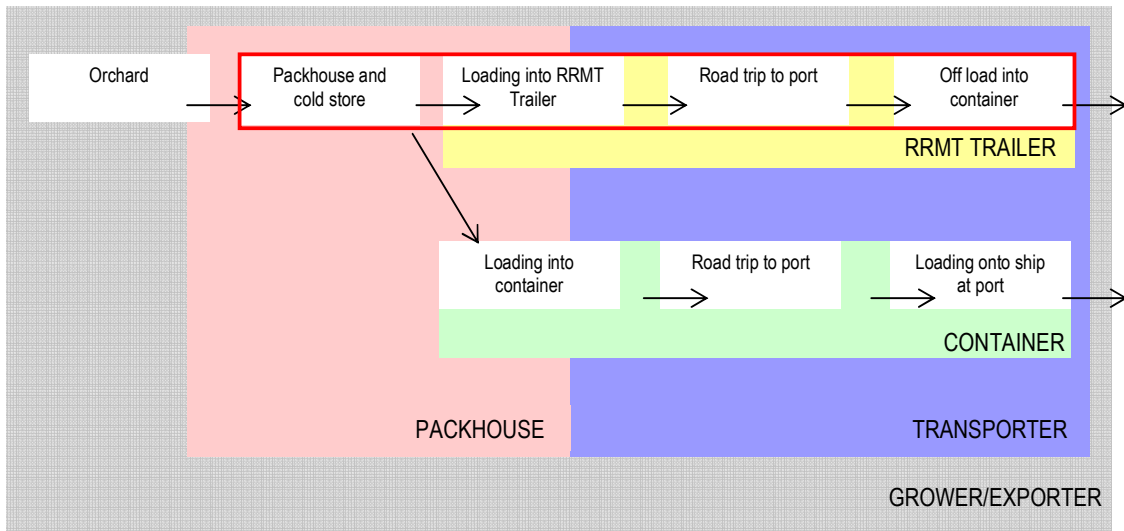 Orchard
Packhouse and
cold store
Loading into RRMT
Trailer
Road trip to port
Off load into
container
RRMT TRAILER
Loading into
container
Road trip to port
Loading onto ship
at port
CONTAINER
PACKHOUSE
TRANSPORTER
GROWER/EXPORTER